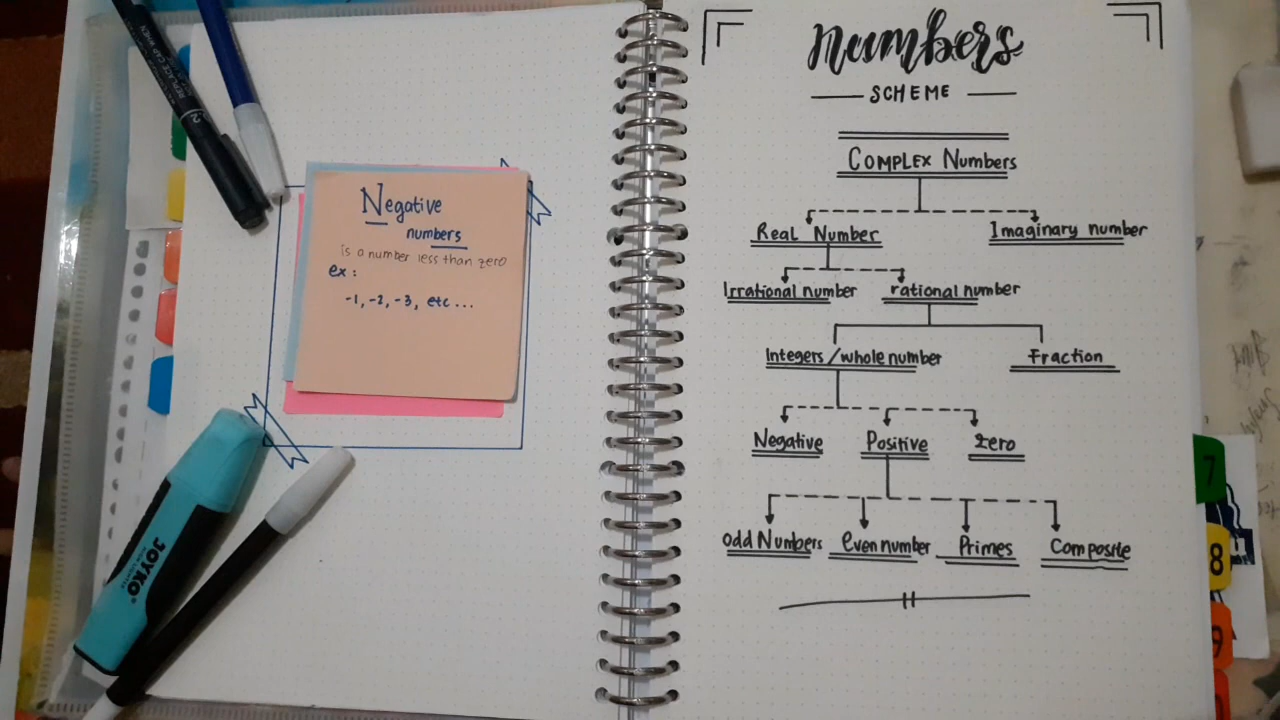 Negative
numbers
is a number less than zero
ex :
-1, -2, -3, etc ...
numbers
SCHEME
COMPLEX Numbers
Real Number
Imaginary number
Irrational number
rational number
Integers/whole number
Fraction
Negative
Positive
zero
odd Numbers
Even number
Primes
Composite
JOYKO
7
8
9